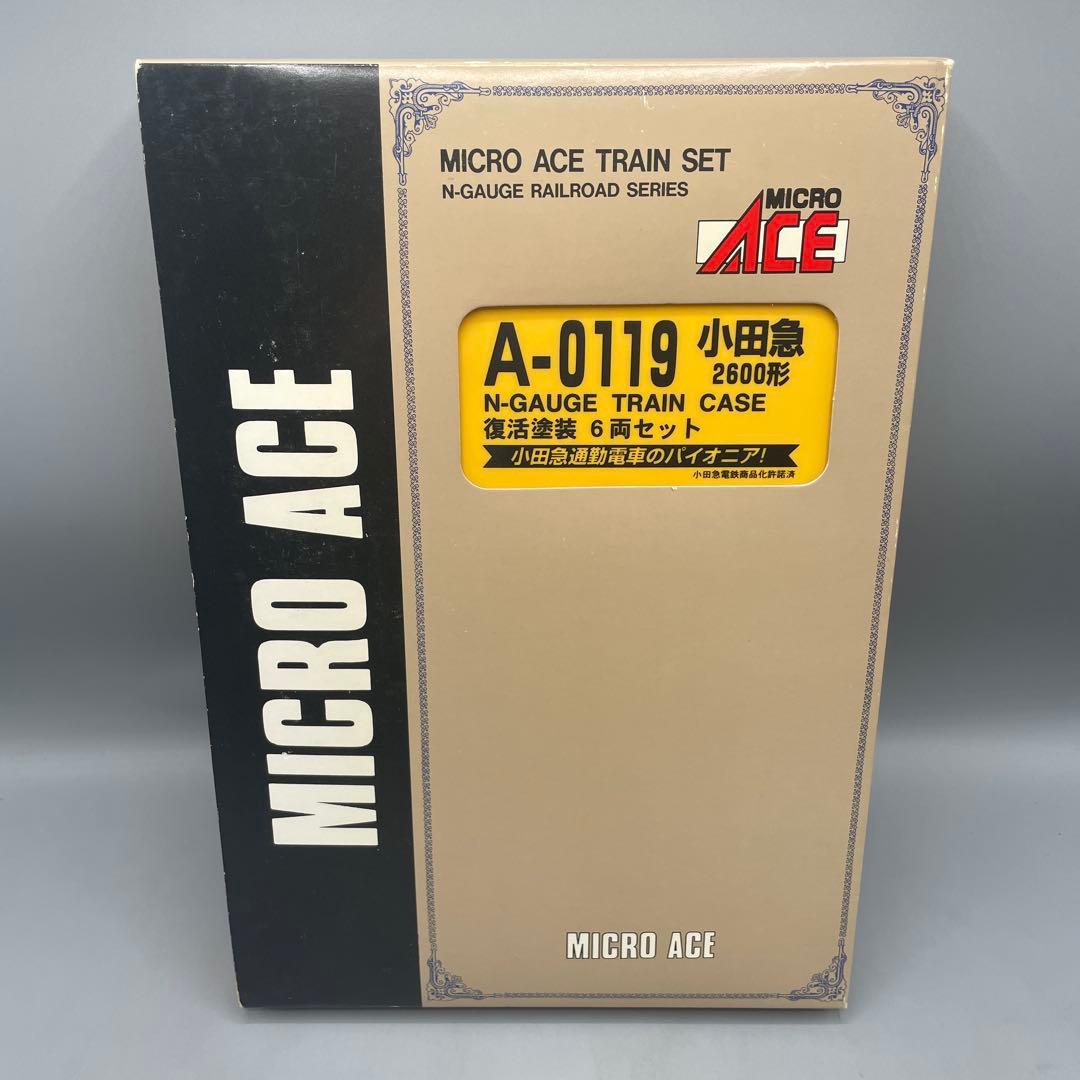 MICRO ACE
MICRO ACE TRAIN SET
N-GAUGE RAILROAD SERIES
MICRO
ACE
A-0119 小田急
2600形
N-GAUGE TRAIN CASE
復活塗装 6両セット
小田急通勤電車のパイオニア!
小田急電鉄商品化許諾済
MICRO ACE